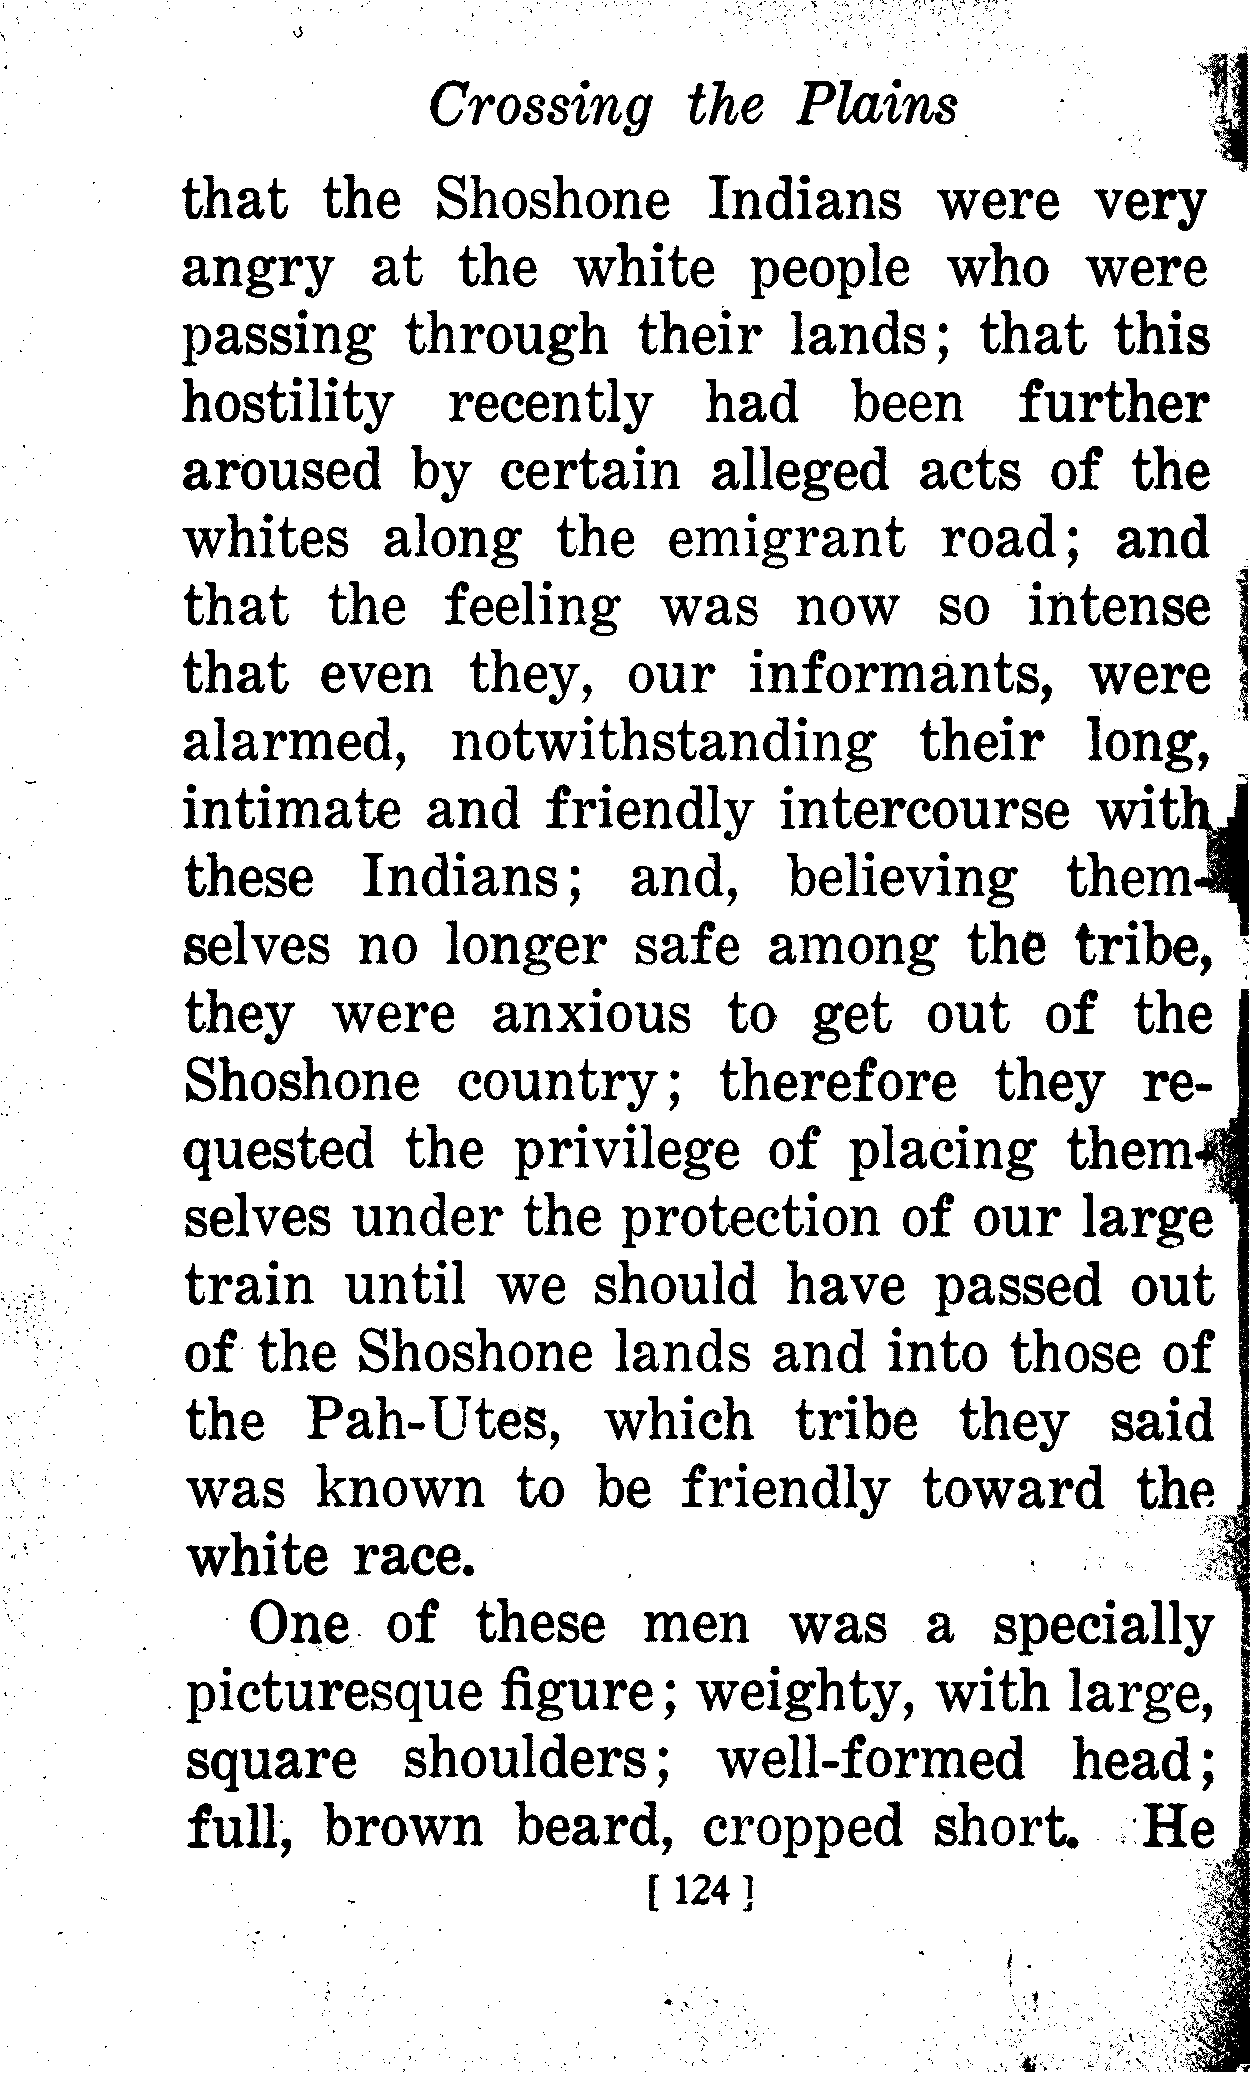 Crossing the Plains
that the Shoshone Indians were very
angry at the white people who were
passing through their lands; that this
hostility recently had been further
aroused by certain alleged acts of the
whites along the emigrant road; and
that the feeling was now so intense
that even they, our informants, were
alarmed, notwithstanding their long,
intimate and friendly intercourse with
these Indians; and, believing them-
selves no longer safe among the tribe,
they were anxious to get out of the
Shoshone country; therefore they re-
quested the privilege of placing them-
selves under the protection of our large
train until we should have passed out
of the Shoshone lands and into those of
the Pah-Utes, which tribe they said
was known to be friendly toward the
white race.
One of these men was a specially
picturesque figure; weighty, with large,
square shoulders; well-formed head;
full, brown beard, cropped short. He
[ 124 ]